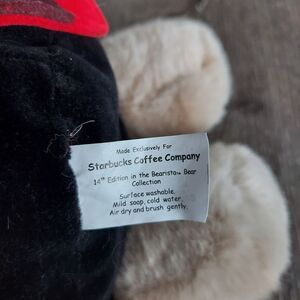 Made Exclusively For
Starbucks Coffee Company
14th Edition in the Bearista™ Bear
Collection
Surface washable.
Mild soap, cold water.
Air dry and brush gently.